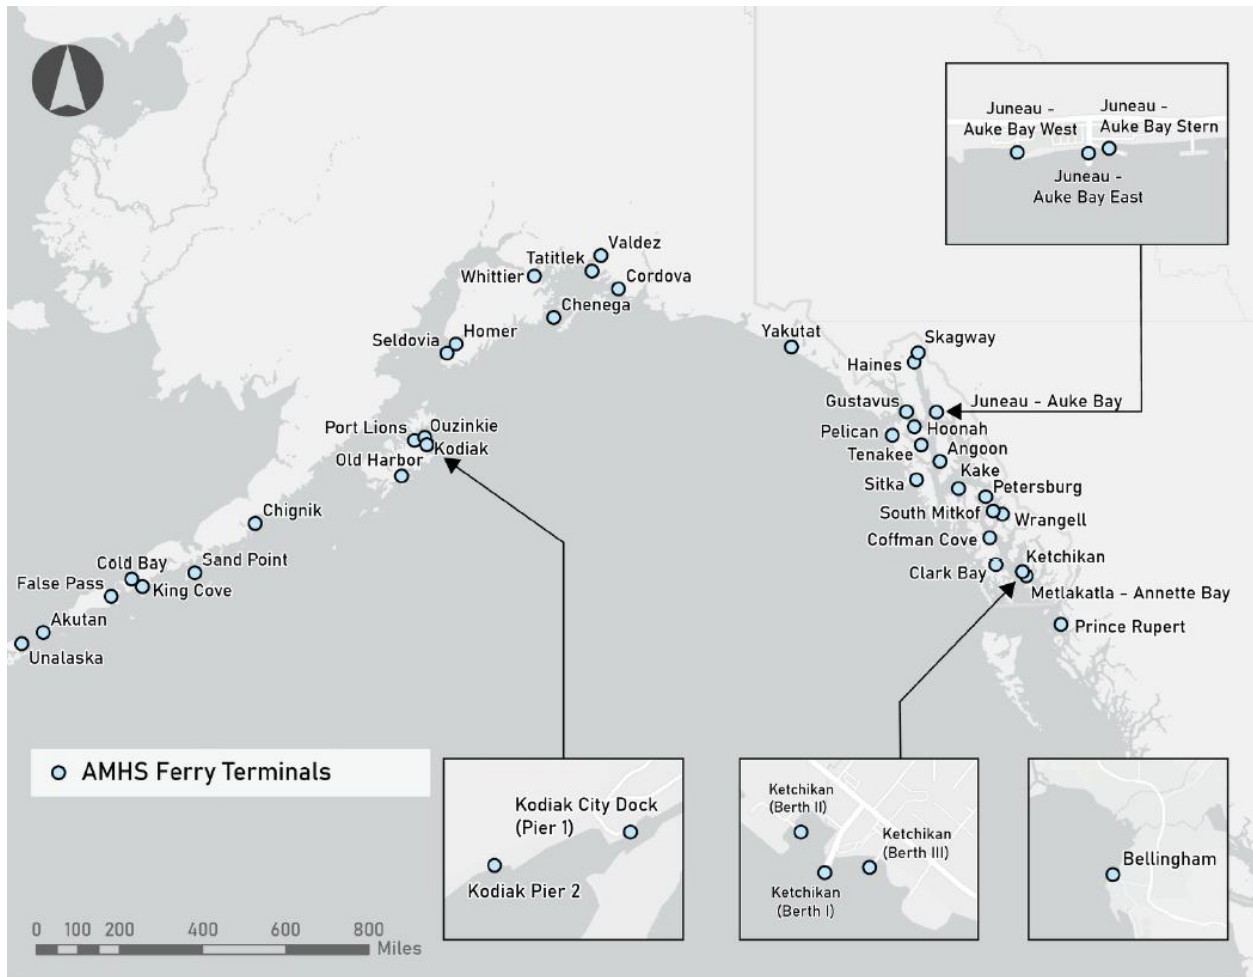 Juneau -
Auke Bay West
Juneau -
Auke Bay Stern
Juneau -
Auke Bay East
Valdez
Tatitlek
Whittier
Cordova
Chenega
Homer
Seldovia
Yakutat
Skagway
Haines
Gustavus
Juneau - Auke Bay
Hoonah
Pelican
Tenakee
Angoon
Kake
Sitka
Petersburg
South Mitkof
Wrangell
Coffman Cove
Ketchikan
Clark Bay
Metlakatla - Annette Bay
Prince Rupert
Port Lions
Ouzinkie
Kodiak
Old Harbor
Chignik
Sand Point
Cold Bay
False Pass
King Cove
Akutan
Unalaska
AMHS Ferry Terminals
Kodiak City Dock
(Pier 1)
Kodiak Pier 2
Ketchikan
(Berth II)
Ketchikan
(Berth III)
Ketchikan
(Berth I)
Bellingham
0 100 200 400 600 800
Miles